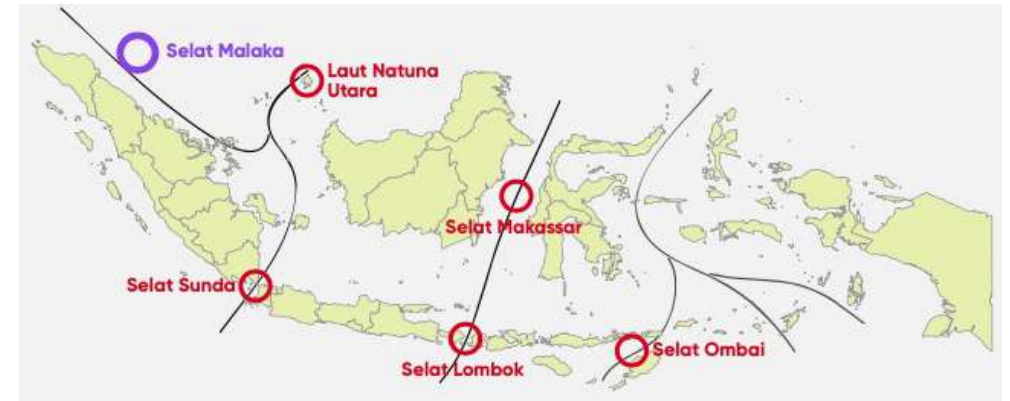 Selat Malaka
Laut Natuna
Utara
Selat Makassar
Selat Sunda
Selat Lombok
Selat Ombai